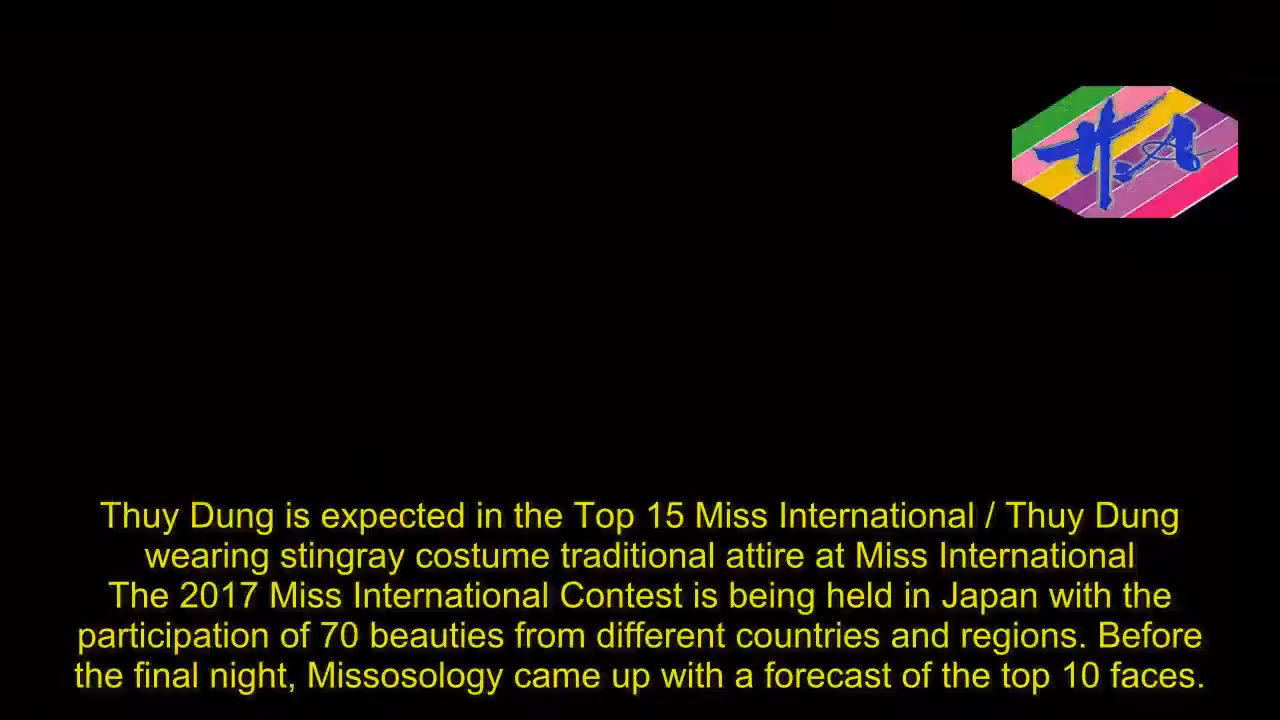 H.A
Thuy Dung is expected in the Top 15 Miss International / Thuy Dung
wearing stingray costume traditional attire at Miss International
The 2017 Miss International Contest is being held in Japan with the
participation of 70 beauties from different countries and regions. Before
the final night, Missosology came up with a forecast of the top 10 faces.